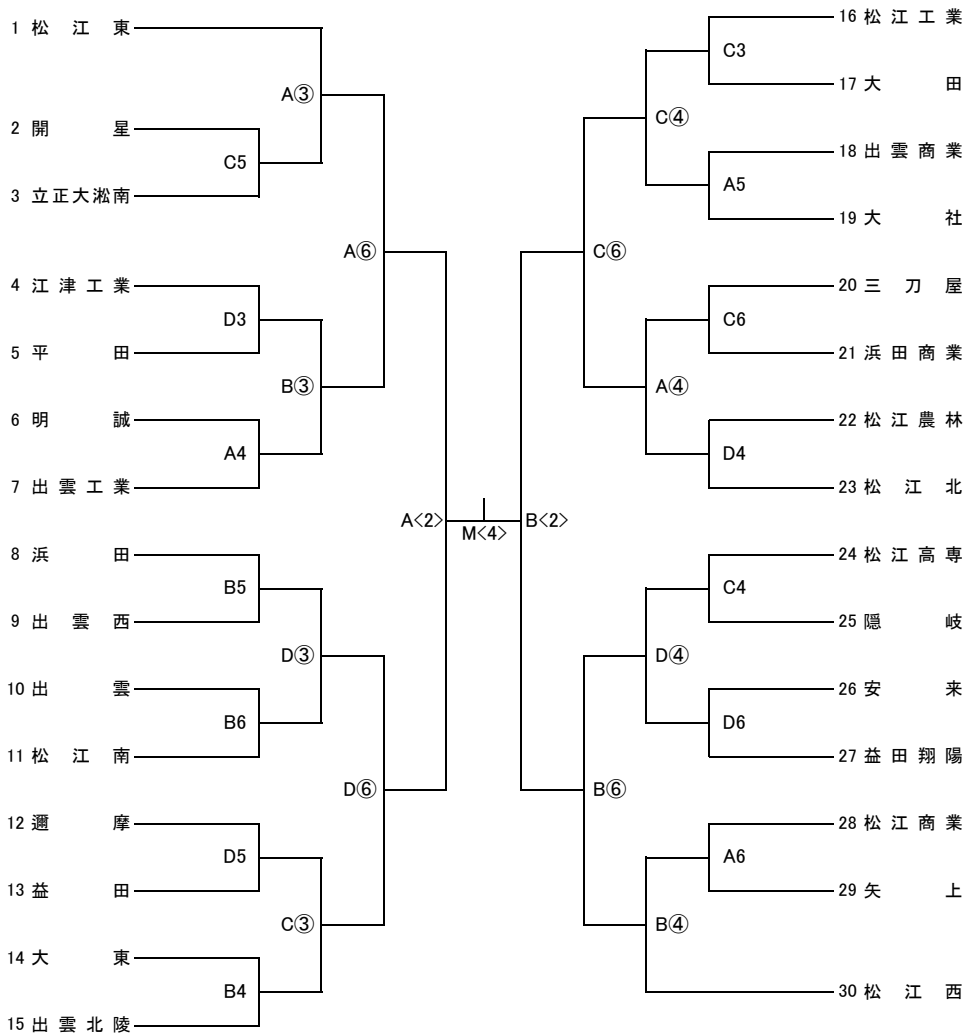 1 松江東
A③
2 開星
C5
3 立正大淞南
A⑥
4 江津工業
D3
5 平田
B③
6 明誠
A4
7 出雲工業
A<2>
8 浜田
B5
9 出雲西
D③
10 出雲
B6
11 松江南
D⑥
12 邇摩
D5
13 益田
C③
14 大東
B4
15 出雲北陵
M<4>
16 松江工業
C3
17 大田
C④
18 出雲商業
A5
19 大社
C⑥
20 三刀屋
C6
21 浜田商業
A④
22 松江農林
D4
23 松江北
B<2>
24 松江高専
C4
25 隠岐
D④
26 安来
D6
27 益田翔陽
B⑥
28 松江商業
A6
29 矢上
B④
30 松江西